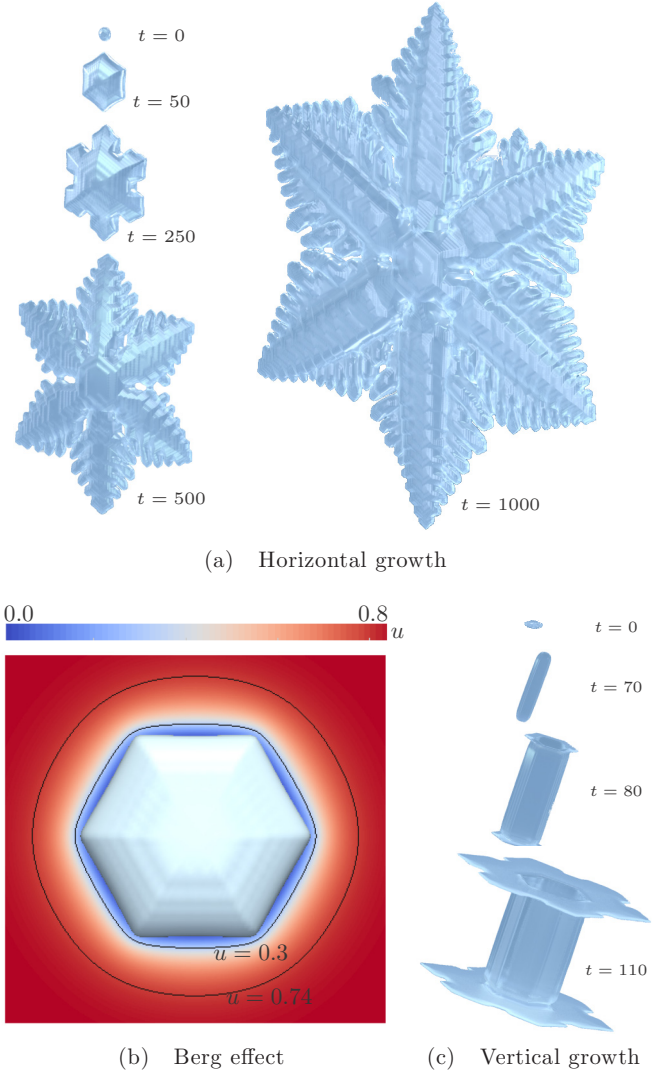 t = 0
t = 50
t = 250
t = 500
t = 1000
(a) Horizontal growth
0.0 0.8
u
t = 0
t = 70
t = 80
u = 0.3
u = 0.74
t = 110
(b) Berg effect
(c) Vertical growth